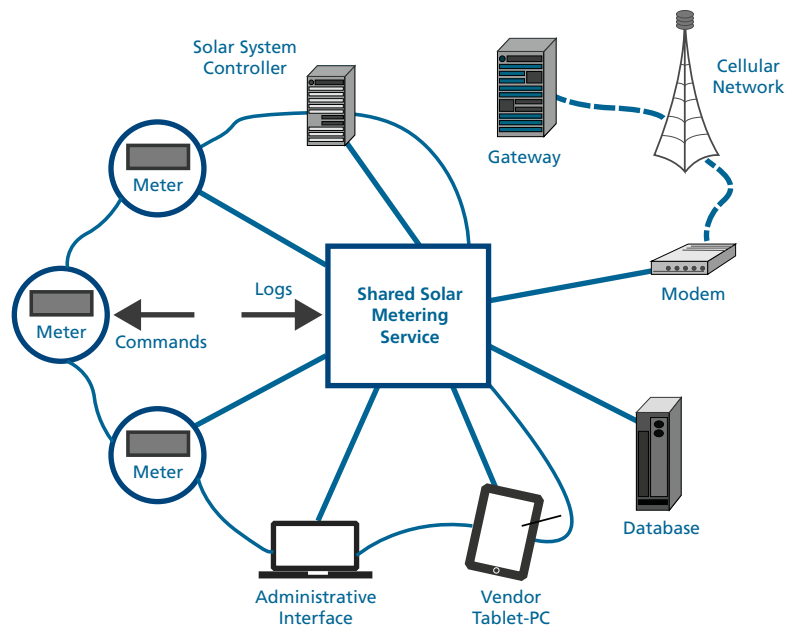 Solar System
Controller
Cellular
Network
Gateway
Meter
Logs
Shared Solar
Metering
Service
Modem
Meter
Commands
Meter
Database
Administrative
Interface
Vendor
Tablet-PC